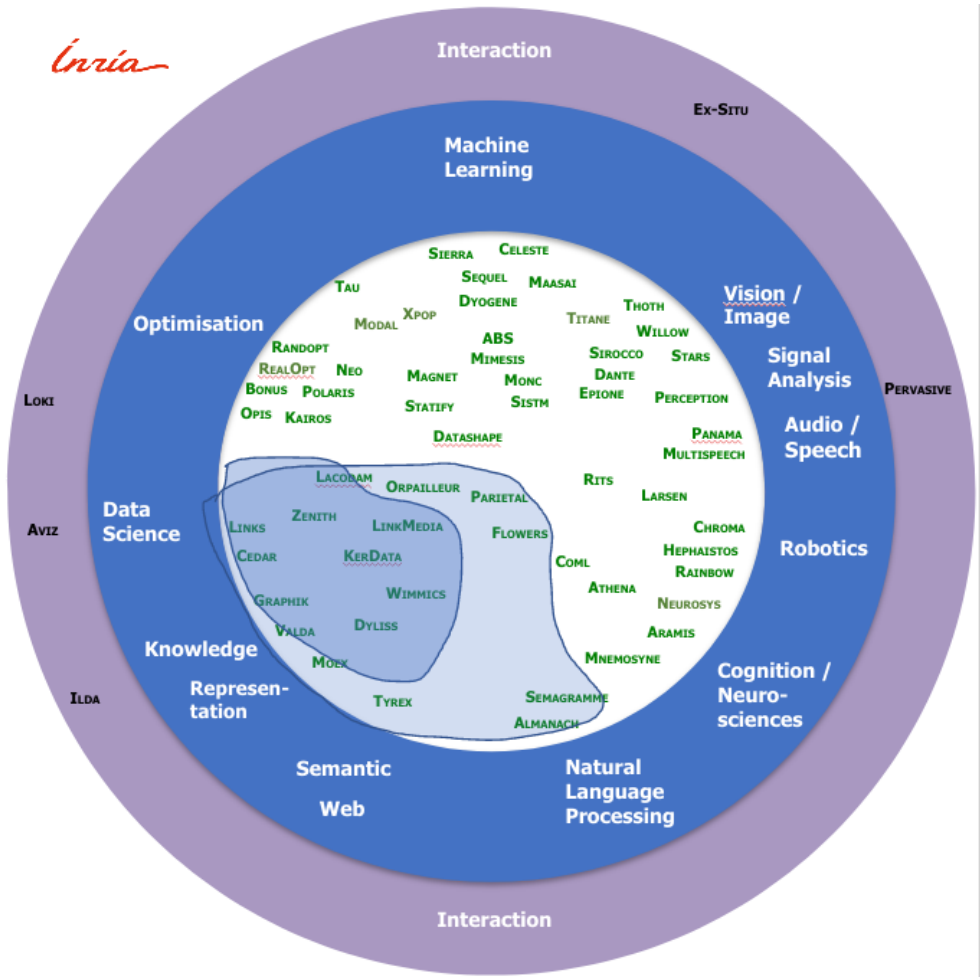 Inria
Interaction
Ex-Situ
Machine
Learning
Sierra
Celeste
Sequel
Maasai
Tau
Dyogene
Thoth
Xpop
Modal
Titane
Vision /
Image
Optimisation
Willow
ABS
Randopt
Mimesis
Sirocco
Stars
Signal
Analysis
RealOpt
Neo
Magnet
Monc
Dante
Bonus
Polaris
Epione
Perception
Pervasive
Loki
Opis
Kairos
Statify
Sistm
Datashape
Panama
Audio /
Speech
Multispeech
Lacodam
Orpailleur
Parietal
Rits
Larsen
Data
Science
Aviz
Links
Zenith
LinkMedia
Flowers
Chroma
Cedar
KerData
Coml
Hephaistos
Robotics
Rainbow
Athena
Graphik
Wimmics
Neurosys
Valda
Dyliss
Aramis
Knowledge
Represen-
tation
Moex
Mnemosyne
Cognition /
Neuro-
sciences
Ilda
Tyrex
Semagramme
Almanach
Semantic
Web
Natural
Language
Processing
Interaction